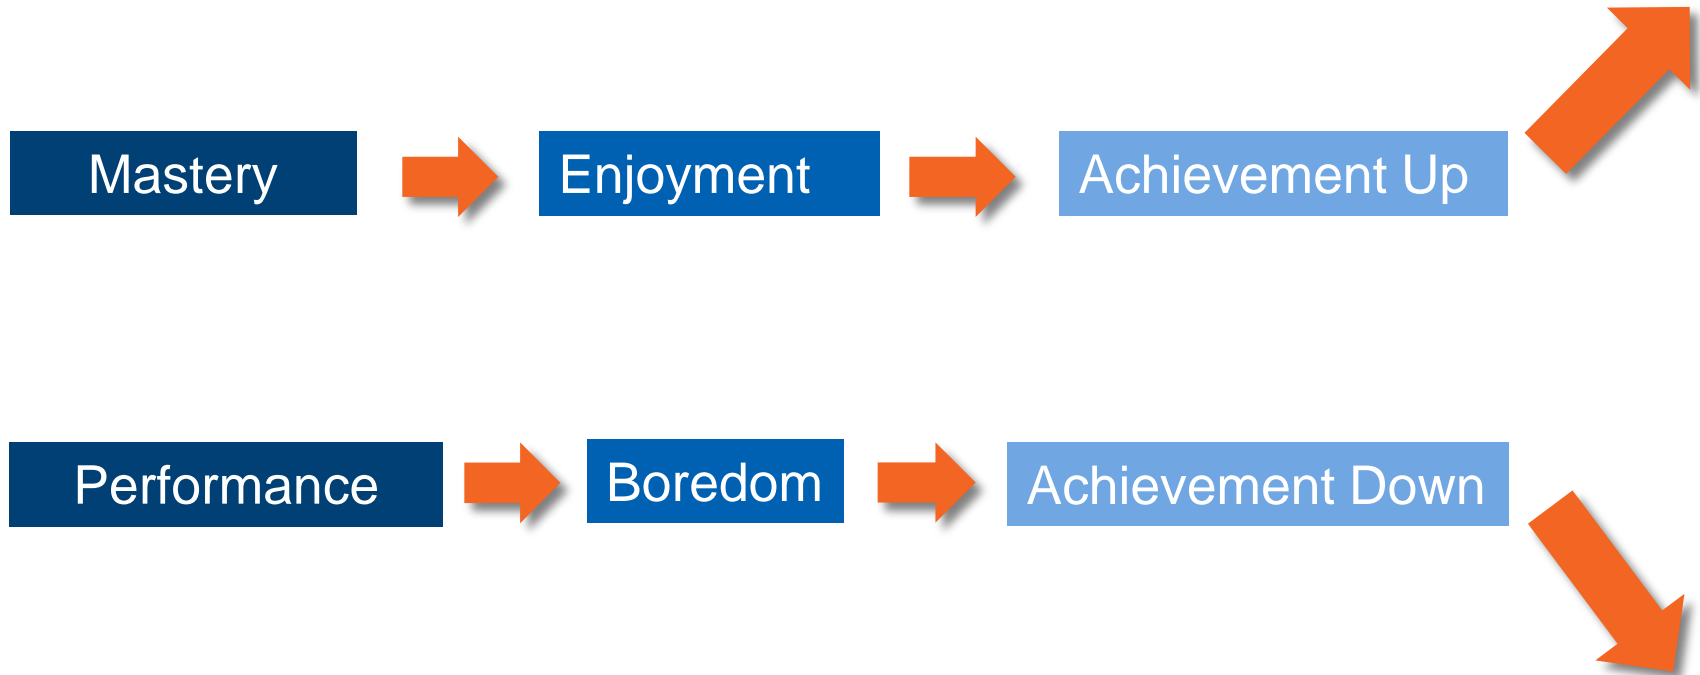 Mastery
Enjoyment
Achievement Up
Performance
Boredom
Achievement Down